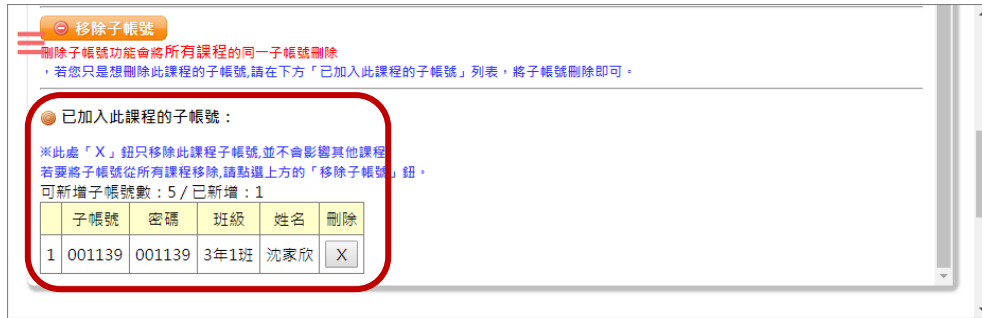 移除子帳號
刪除子帳號功能會將所有課程的同一子帳號刪除
，若您只是想刪除此課程的子帳號,請在下方「已加入此課程的子帳號」列表，將子帳號刪除即可。
已加入此課程的子帳號：
※此處「X」鈕只移除此課程子帳號,並不會影響其他課程
若要將子帳號從所有課程移除,請點選上方的「移除子帳號」鈕。
可新增子帳號數：5 / 已新增：1
子帳號 密碼 班級 姓名 刪除
1 001139 001139 3年1班 沈家欣 X